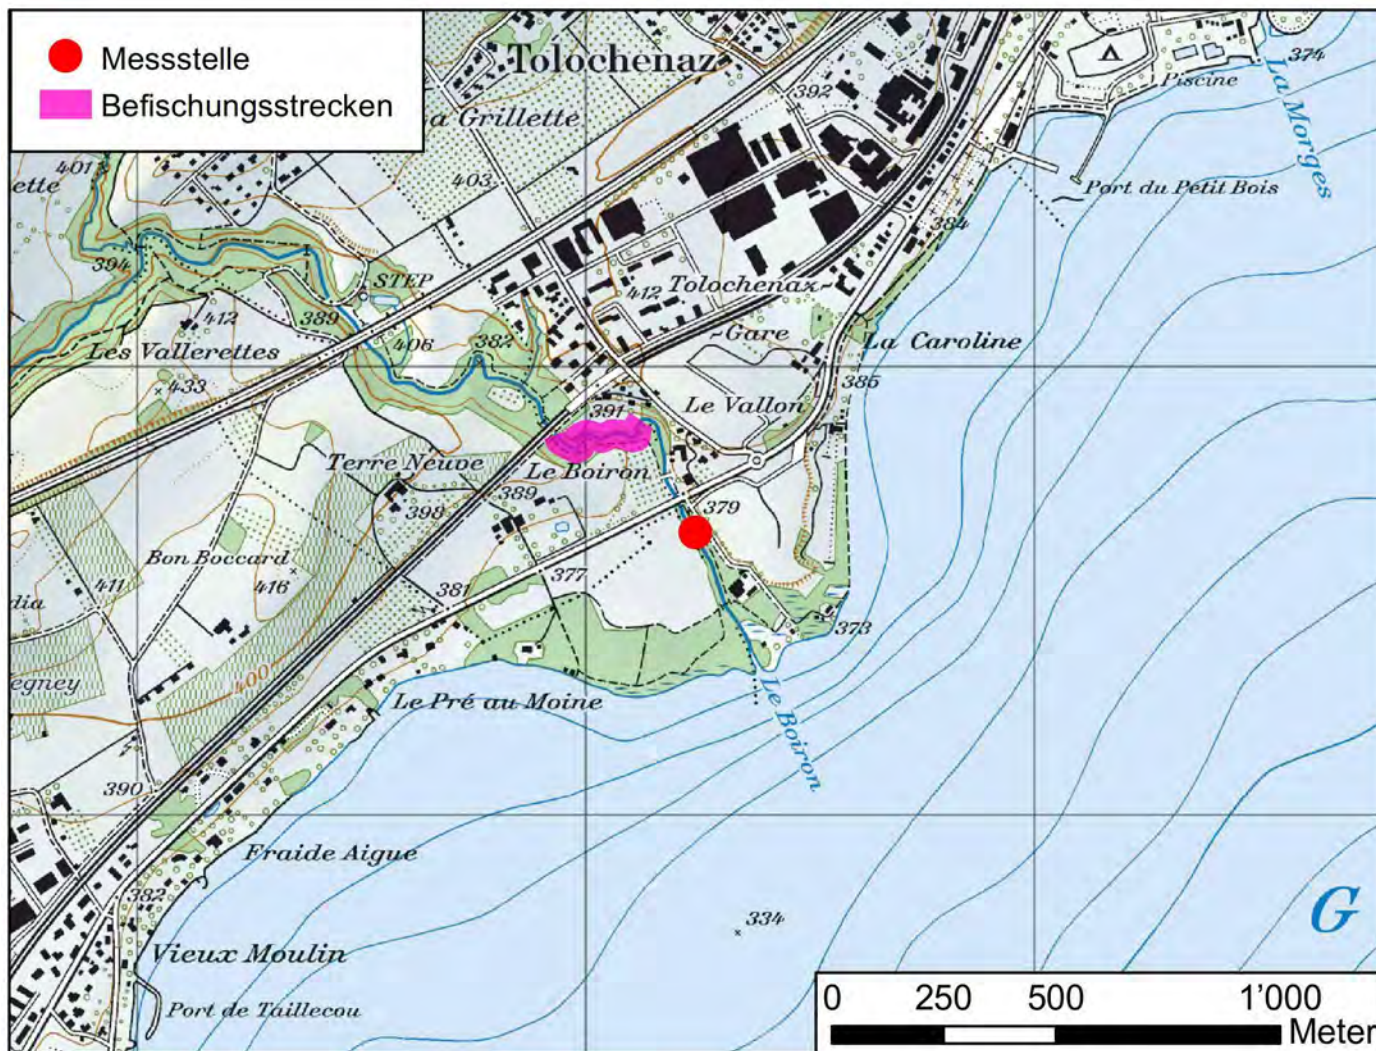 Messstelle
Befischungsstrecken
Tolochenaz
a Grillette
392
374
La Morges
Piscine
401
ette
403
Port du Petit Bois
384
394
STEP
412
Tolochenaz
Gare
389
412
406
382
Les Vallerettes
La Caroline
433
385
391
Le Vallon
Terre Neuve
Le Boiron
389
398
379
Bon Boccard
416
411
377
381
dia
373
400
egney
Le Pré au Moine
Le Boiron
390
Fraide Aigue
382
334
G
Vieux Moulin
Port de Taillecou
0 250 500 1'000
Meter